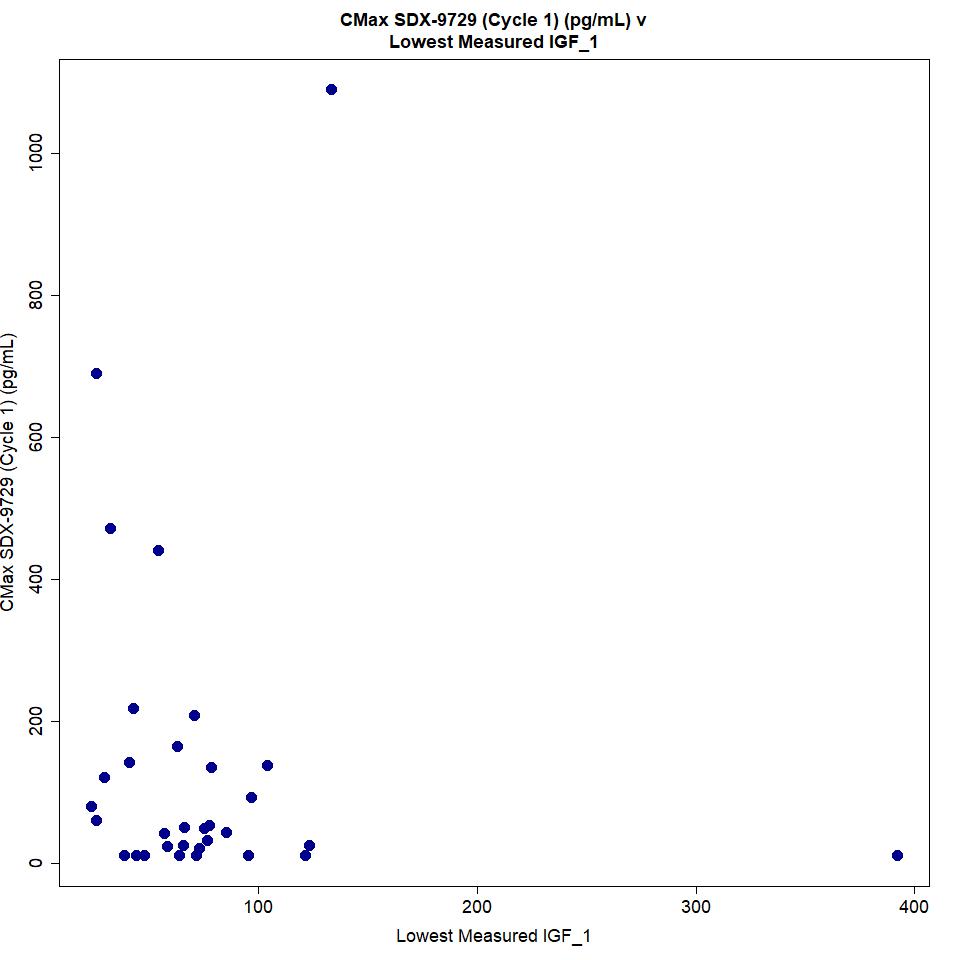 CMax SDX-9729 (Cycle 1) (pg/mL) v
Lowest Measured IGF_1
CMax SDX-9729 (Cycle 1) (pg/mL)
1000
800
600
400
200
0
100
200
300
400
Lowest Measured IGF_1